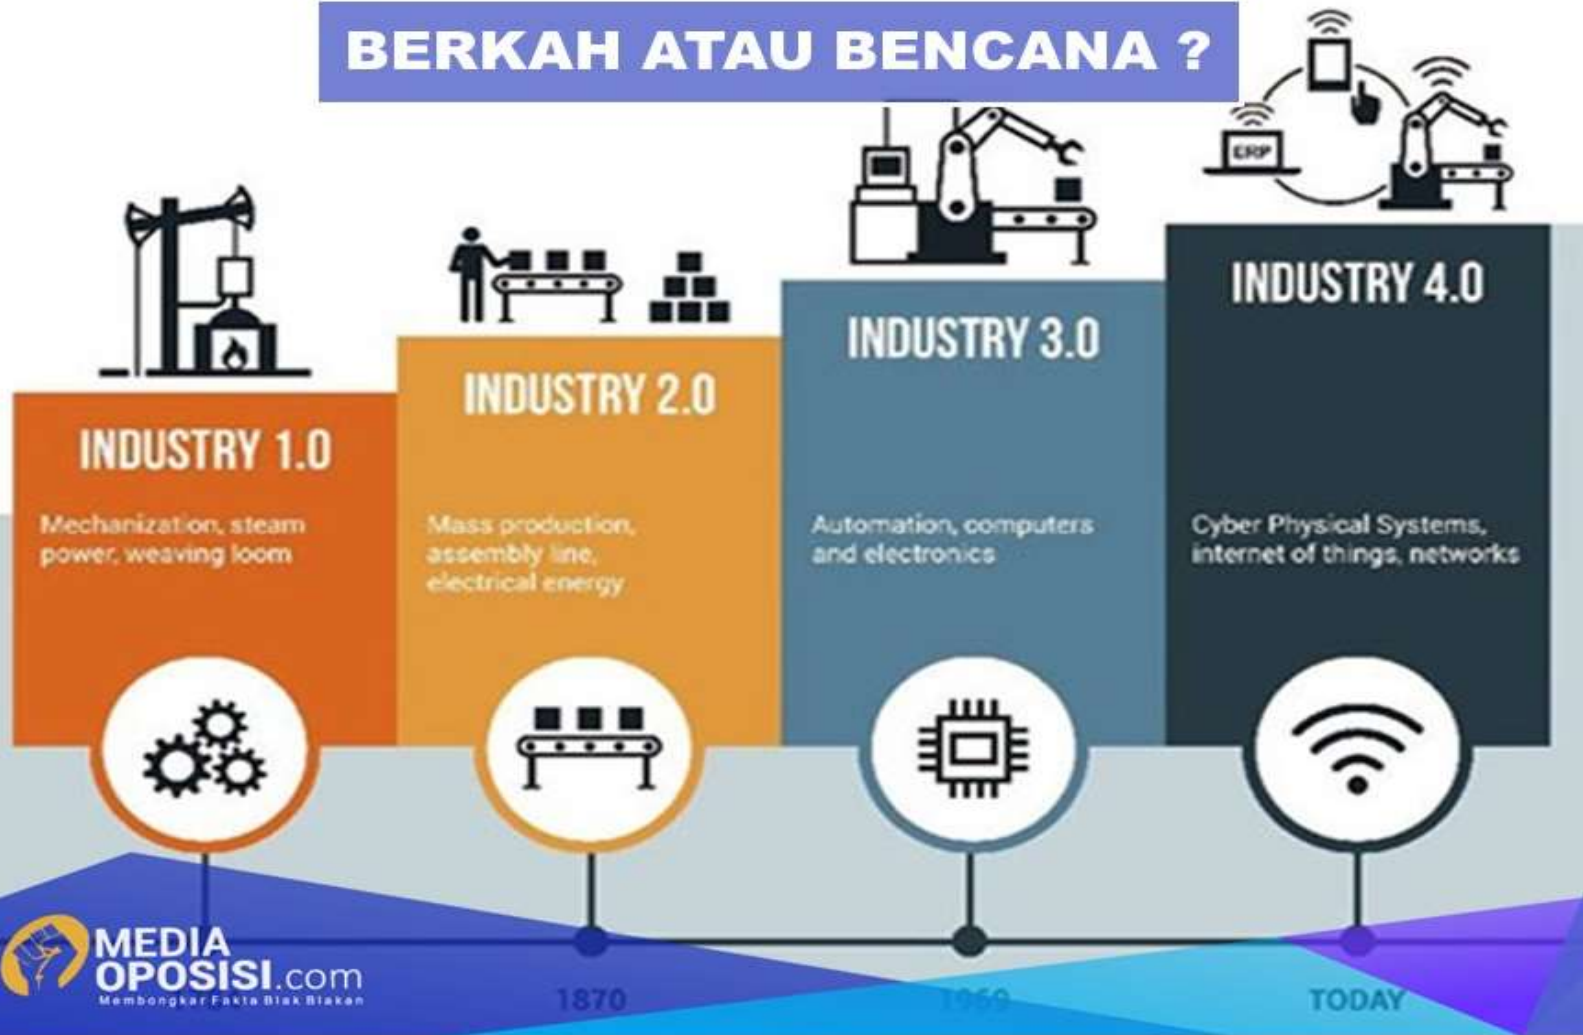 BERKAH ATAU BENCANA ?
ERP
INDUSTRY 1.0
Mechanization, steam
power, weaving loom
INDUSTRY 2.0
Mass production,
assembly line,
electrical energy
INDUSTRY 3.0
Automation, computers
and electronics
INDUSTRY 4.0
Cyber Physical Systems,
internet of things, networks
MEDIA
OPOSISI.com
Membongkar Fakta Blak Blakan
1870
1969
TODAY